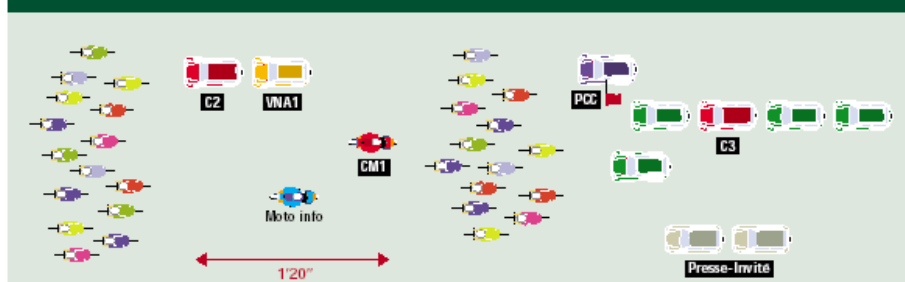 C2
VNA1
CM1
Moto info
1'20"
PCC
C3
Presse-Invité